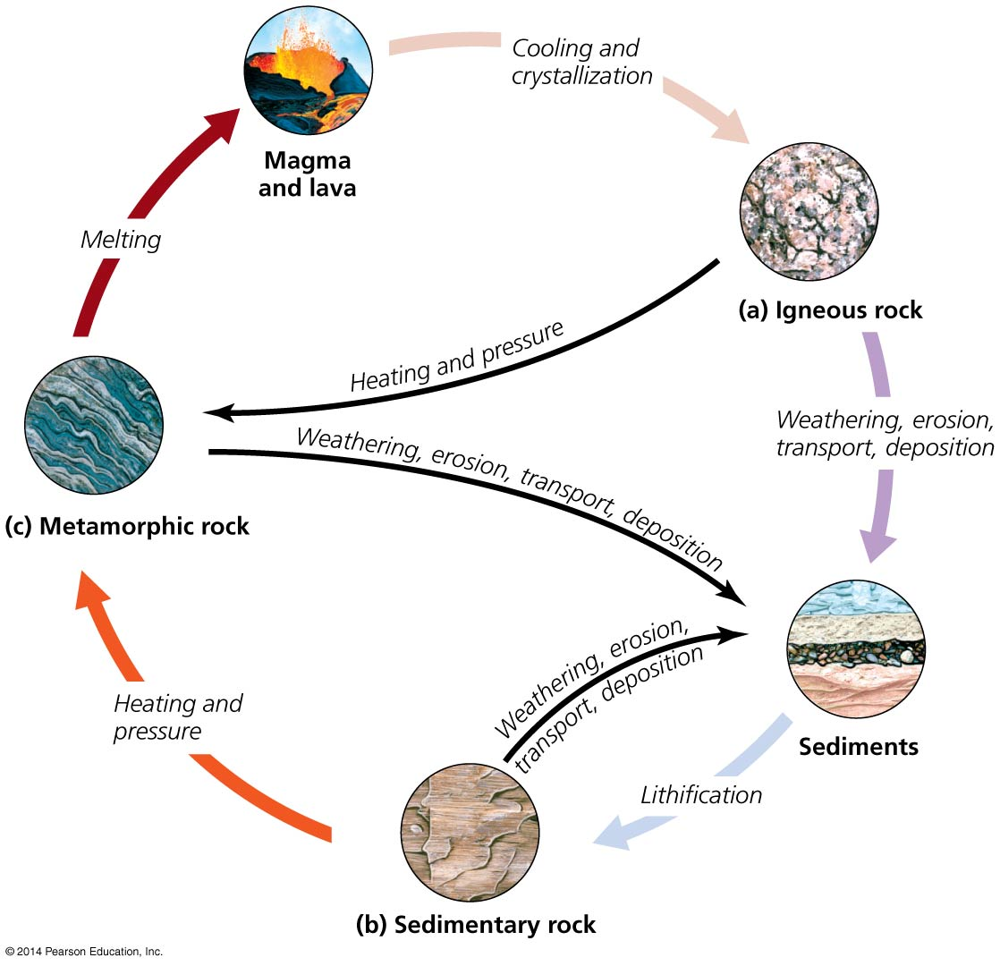 Cooling and
crystallization
Magma
and lava
Melting
(a) Igneous rock
Heating and pressure
Weathering, erosion,
transport, deposition
Weathering, erosion, transport, deposition
(c) Metamorphic rock
Weathering, erosion,
transport, deposition
Heating and
pressure
Sediments
Lithification
(b) Sedimentary rock
© 2014 Pearson Education, Inc.